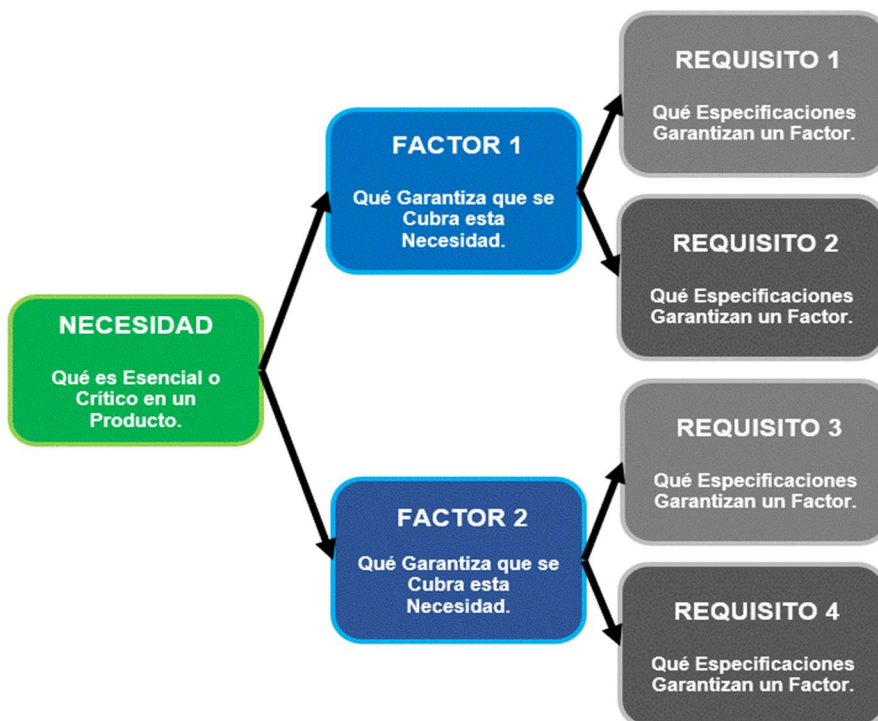 REQUISITO 1
Qué Especificaciones
Garantizan un Factor.
FACTOR 1
Qué Garantiza que se
Cubra esta
Necesidad.
REQUISITO 2
Qué Especificaciones
Garantizan un Factor.
NECESIDAD
Qué es Esencial o
Crítico en un
Producto.
REQUISITO 3
Qué Especificaciones
Garantizan un Factor.
FACTOR 2
Qué Garantiza que se
Cubra esta
Necesidad.
REQUISITO 4
Qué Especificaciones
Garantizan un Factor.